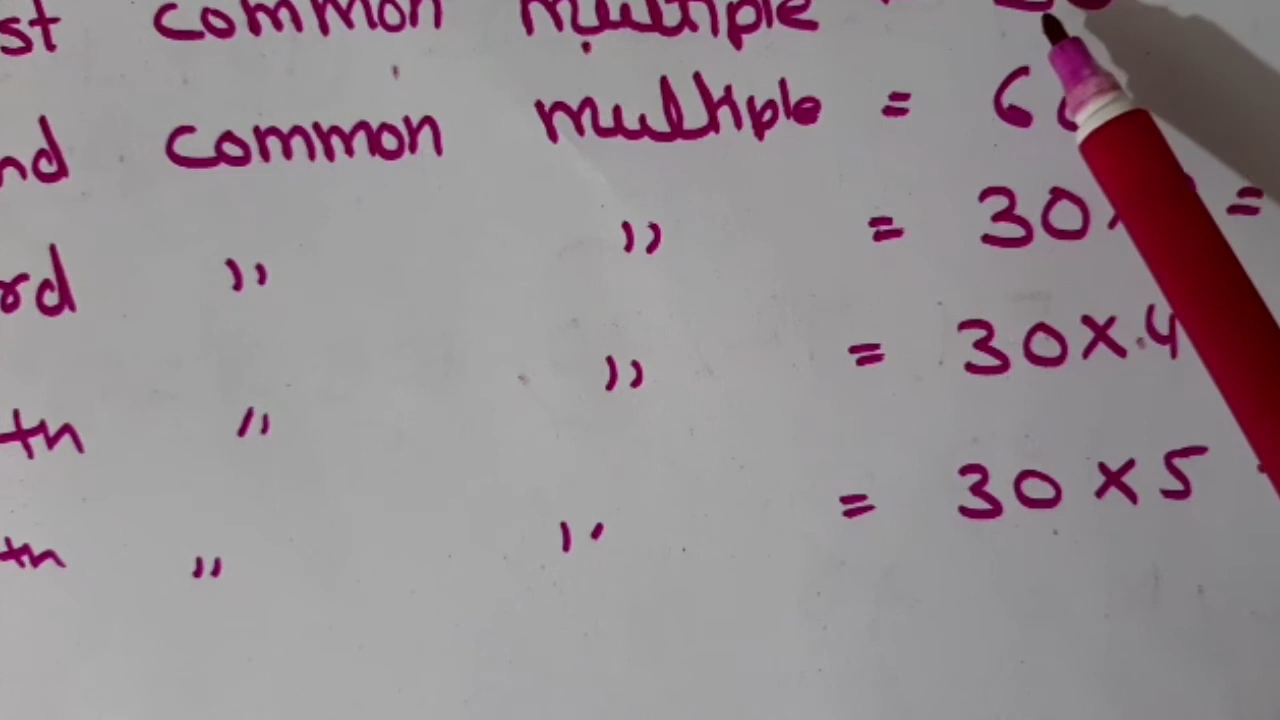 st common multiple
nd common multiple = 6
rd " " = 30 =
th " " = 30 × 4
th " " = 30 × 5